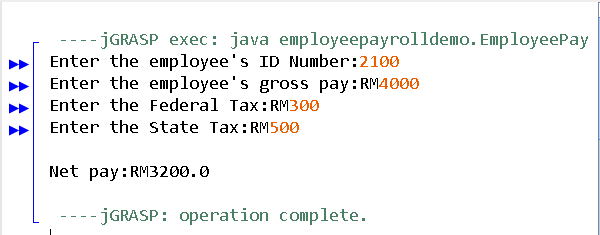 ----jGRASP exec: java employeepayrolldemo.EmployeePay
Enter the employee's ID Number:2100
Enter the employee's gross pay:RM4000
Enter the Federal Tax:RM300
Enter the State Tax:RM500
Net pay:RM3200.0
----jGRASP: operation complete.